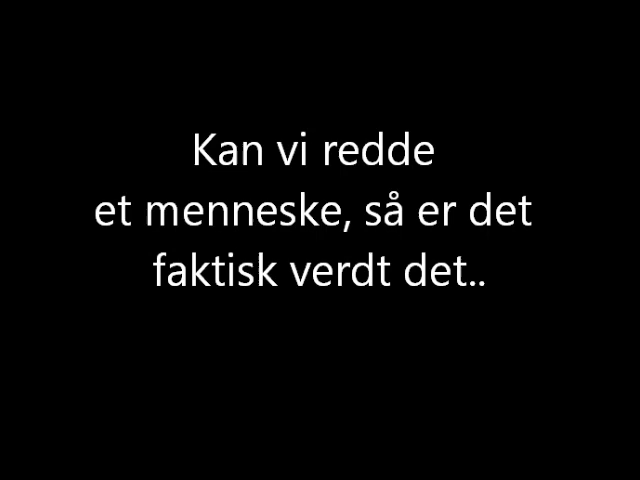 Kan vi redde
et menneske, så er det
faktisk verdt det..